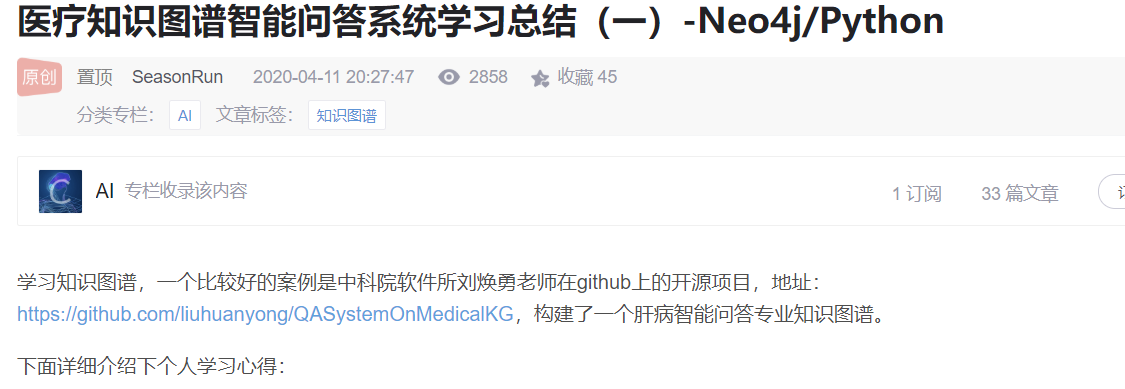 医疗知识图谱智能问答系统学习总结（一）-Neo4j/Python
原创 置顶 SeasonRun 2020-04-11 20:27:47 2858 收藏 45
分类专栏： AI 文章标签： 知识图谱
AI 专栏收录该内容 1 订阅 33 篇文章
学习知识图谱，一个比较好的案例是中科院软件所刘焕勇老师在github上的开源项目，地址：
https://github.com/liuhuanyong/QASystemOnMedicalKG，构建了一个肝病智能问答专业知识图谱。
下面详细介绍下个人学习心得：